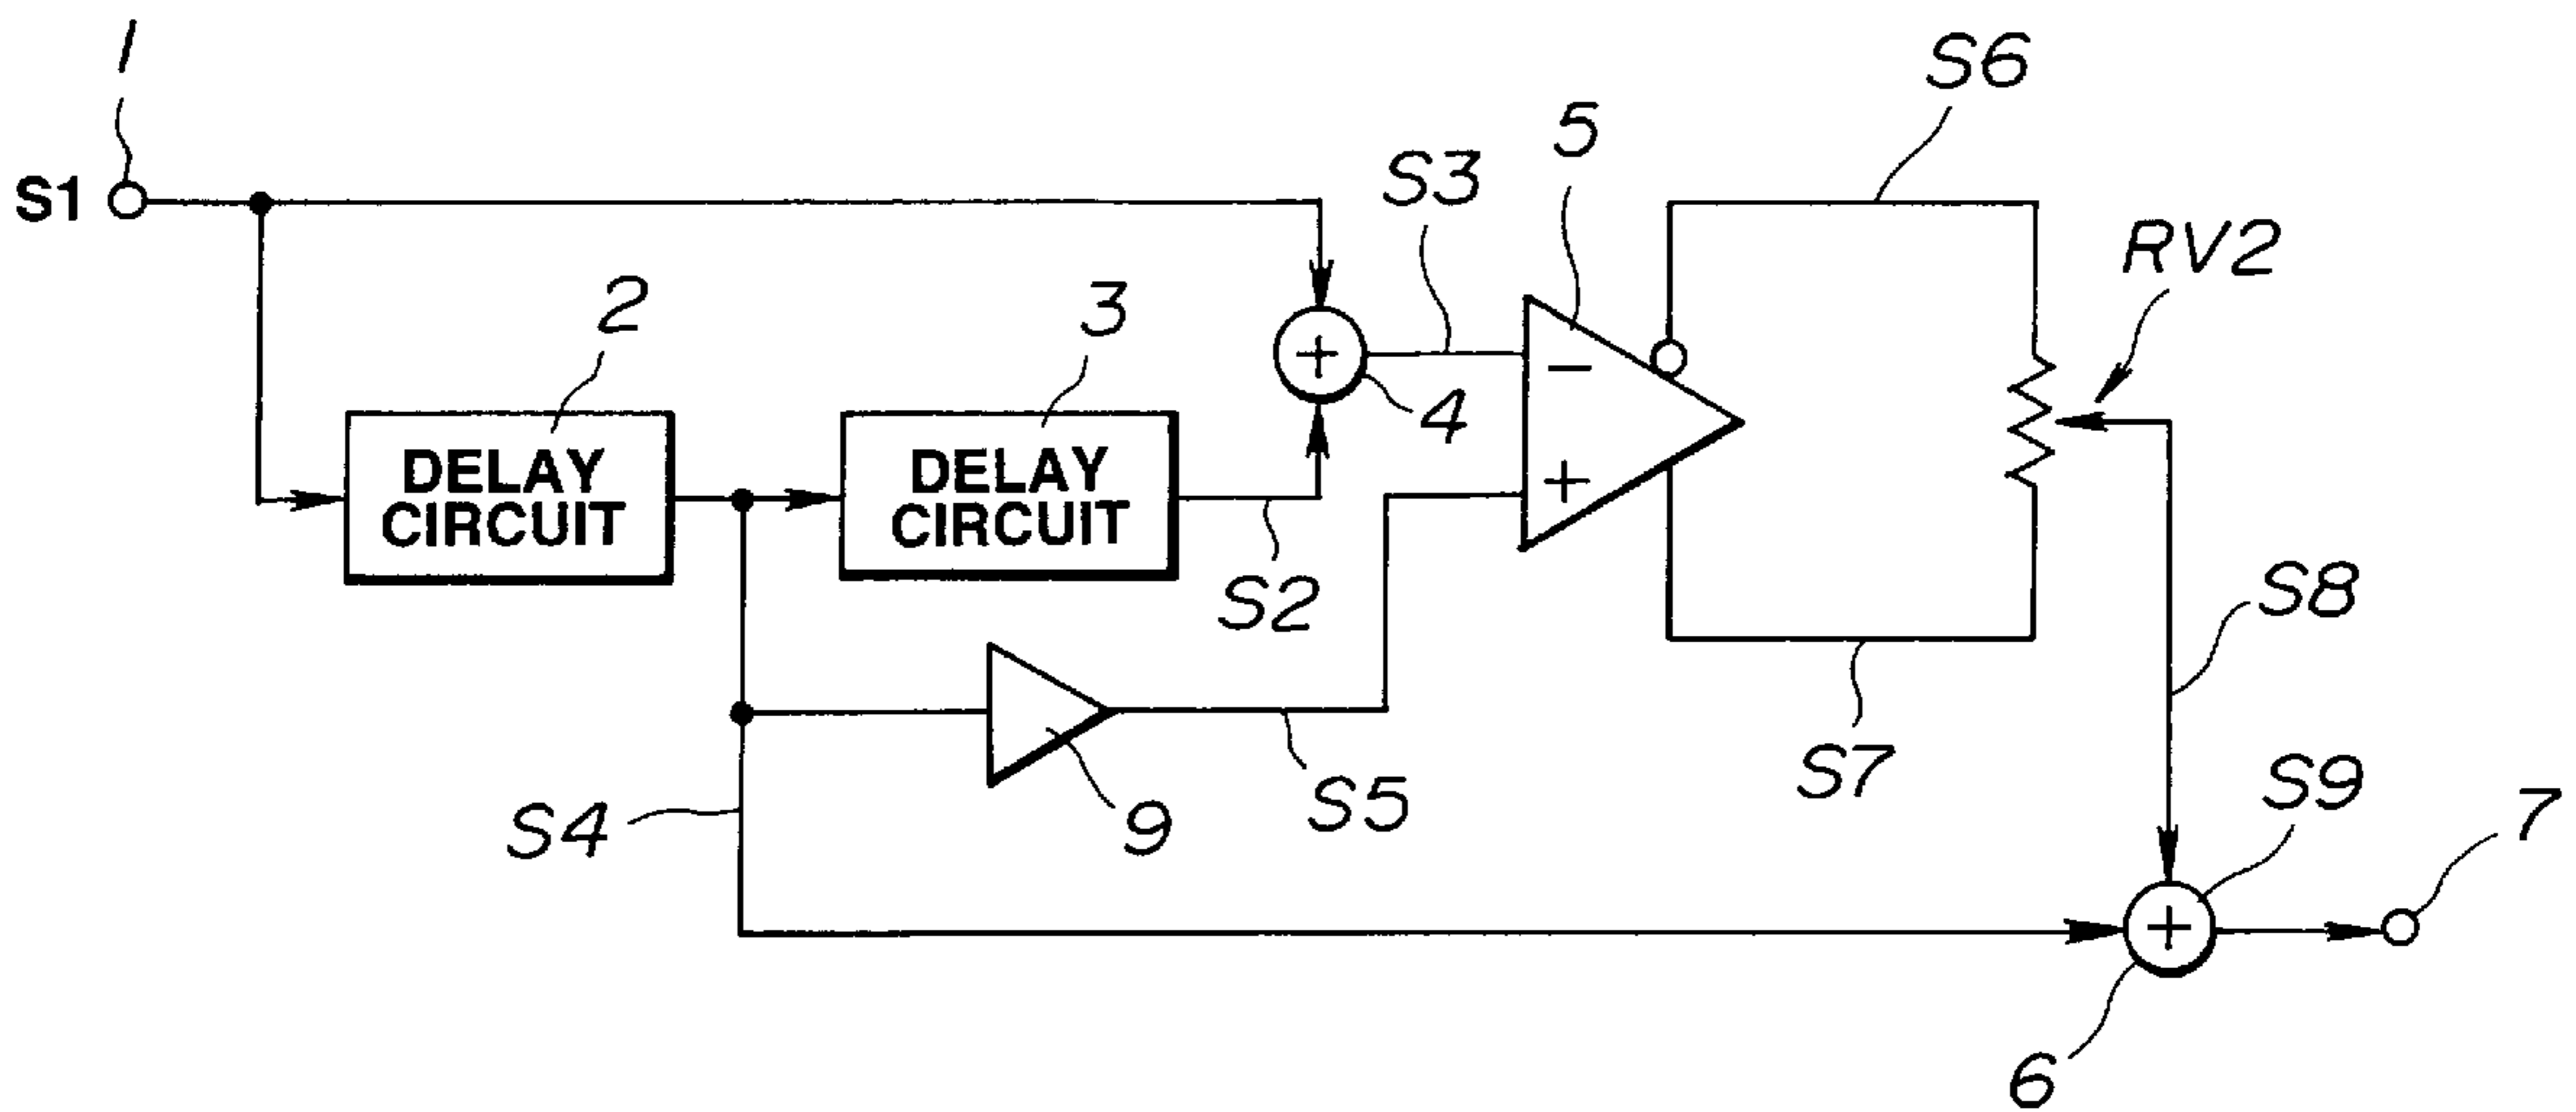 1
S6
5
S3
S1
RV2
2
3
4
DELAY
CIRCUIT
DELAY
CIRCUIT
+
−
+
S2
S8
S7
S5
S9
S4
9
7
+
6